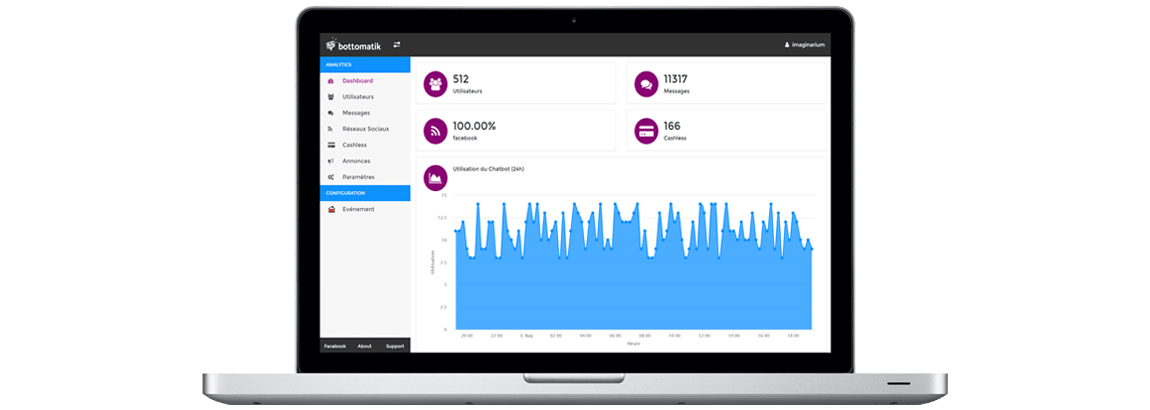 bottomatik
imaginarium
ANALYTICS
Dashboard
Utilisateurs
Messages
Réseaux Sociaux
Cashless
Annonces
Paramètres
CONFIGURATION
Evénement
Facebook About Support
512
Utilisateurs
11317
Messages
100.00%
facebook
166
Cashless
Utilisation du Chatbot (24h)
15
12.5
10
7.5
5
2.5
0
Utilisation
20:00 22:00 5. Aug 02:00 04:00 06:00 08:00 10:00 12:00 14:00 16:00 18:00
Heure